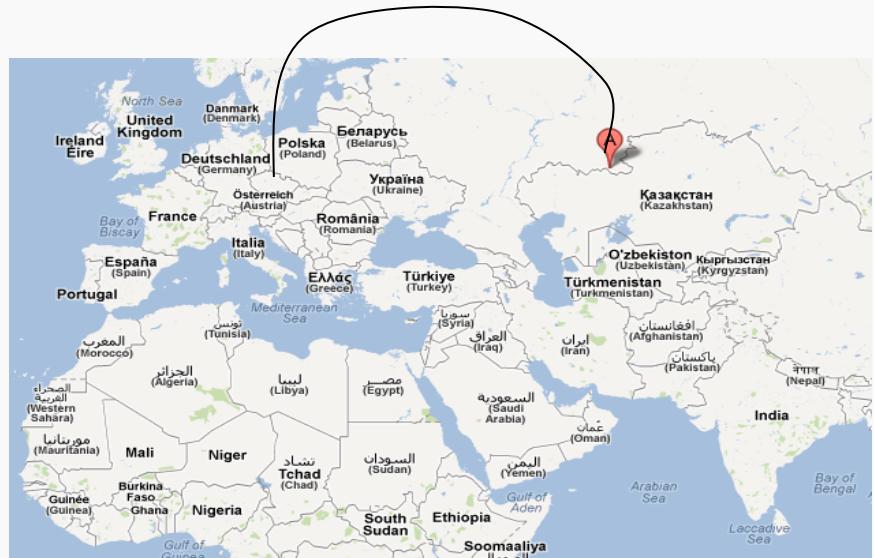 North Sea
Danmark
(Denmark)
United
Kingdom
Ireland
Éire
Беларусь
(Belarus)
Polska
(Poland)
Deutschland
(Germany)
A
Україна
(Ukraine)
Österreich
(Austria)
Қазақстан
(Kazakhstan)
France
România
(Romania)
Bay of
Biscay
Italia
(Italy)
O'zbekiston
(Uzbekistan)
Кыргызстан
(Kyrgyzstan)
España
(Spain)
Ελλάς
(Greece)
Türkiye
(Turkey)
Türkmenistan
(Turkmenistan)
Portugal
Mediterranean
Sea
سوريا
(Syria)
تونس
(Tunisia)
افغانستان
(Afghanistan)
المغرب
(Morocco)
العراق
(Iraq)
ایران
(Iran)
پاکستان
(Pakistan)
नेपाल
(Nepal)
الجزائر
(Algeria)
ليبيا
(Libya)
مصر
(Egypt)
الصحراء
الغربية
(Western
Sahara)
السعودية
(Saudi
Arabia)
India
عُمان
(Oman)
موريتانيا
(Mauritania)
Mali
Niger
تشاد
Tchad
(Chad)
السودان
(Sudan)
اليمن
(Yemen)
Burkina
Faso
Guinée
(Guinea)
Ghana
Nigeria
Arabian
Sea
Bay of
Bengal
Gulf of
Aden
South
Sudan
Ethiopia
Laccadive
Sea
Gulf of
Guinea
Soomaaliya